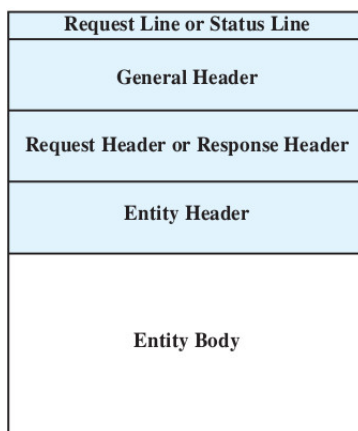 Request Line or Status Line
General Header
Request Header or Response Header
Entity Header
Entity Body